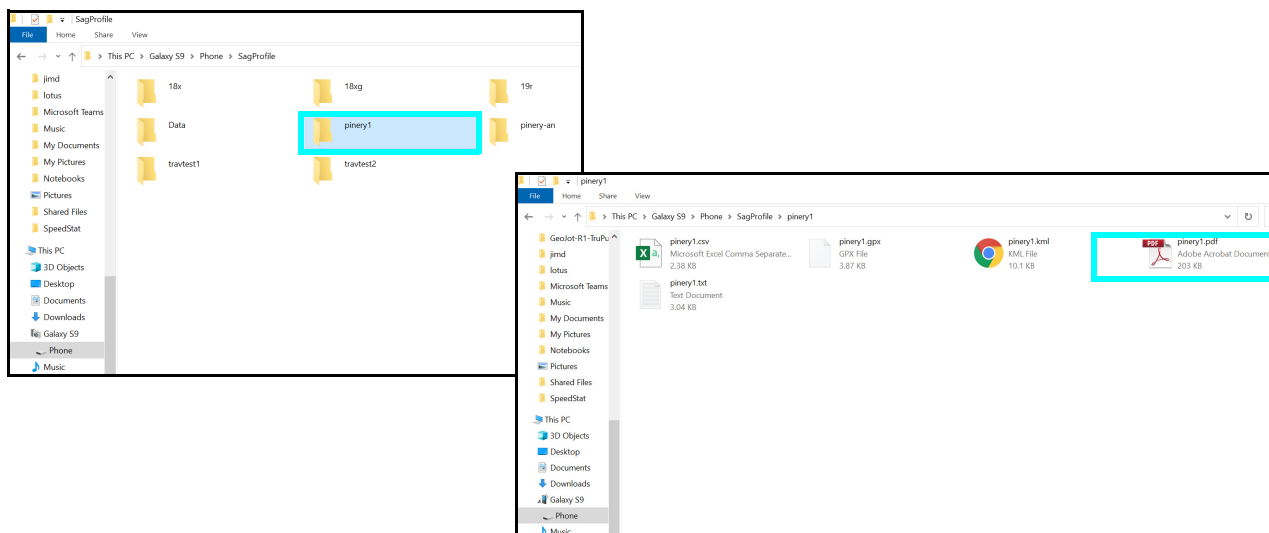 SagProfile
File Home Share View
This PC > Galaxy S9 > Phone > SagProfile
jimd
lotus
Microsoft Teams
Music
My Documents
My Pictures
Notebooks
Pictures
Shared Files
SpeedStat
This PC
3D Objects
Desktop
Documents
Downloads
Galaxy S9
Phone
Music
18x
18xg
19r
Data
pinery1
pinery-an
travtest1
travtest2
pinery1
File Home Share View
This PC > Galaxy S9 > Phone > SagProfile > pinery1
GeoJot-R1-TruPu
jimd
lotus
Microsoft Teams
Music
My Documents
My Pictures
Notebooks
Pictures
Shared Files
SpeedStat
This PC
3D Objects
Desktop
Documents
Downloads
Galaxy S9
Phone
Music
pinery1.csv
Microsoft Excel Comma Separate...
2.38 KB
pinery1.gpx
GPX File
3.87 KB
pinery1.kml
KML File
10.1 KB
PDF
pinery1.pdf
Adobe Acrobat Document
203 KB
pinery1.txt
Text Document
3.04 KB